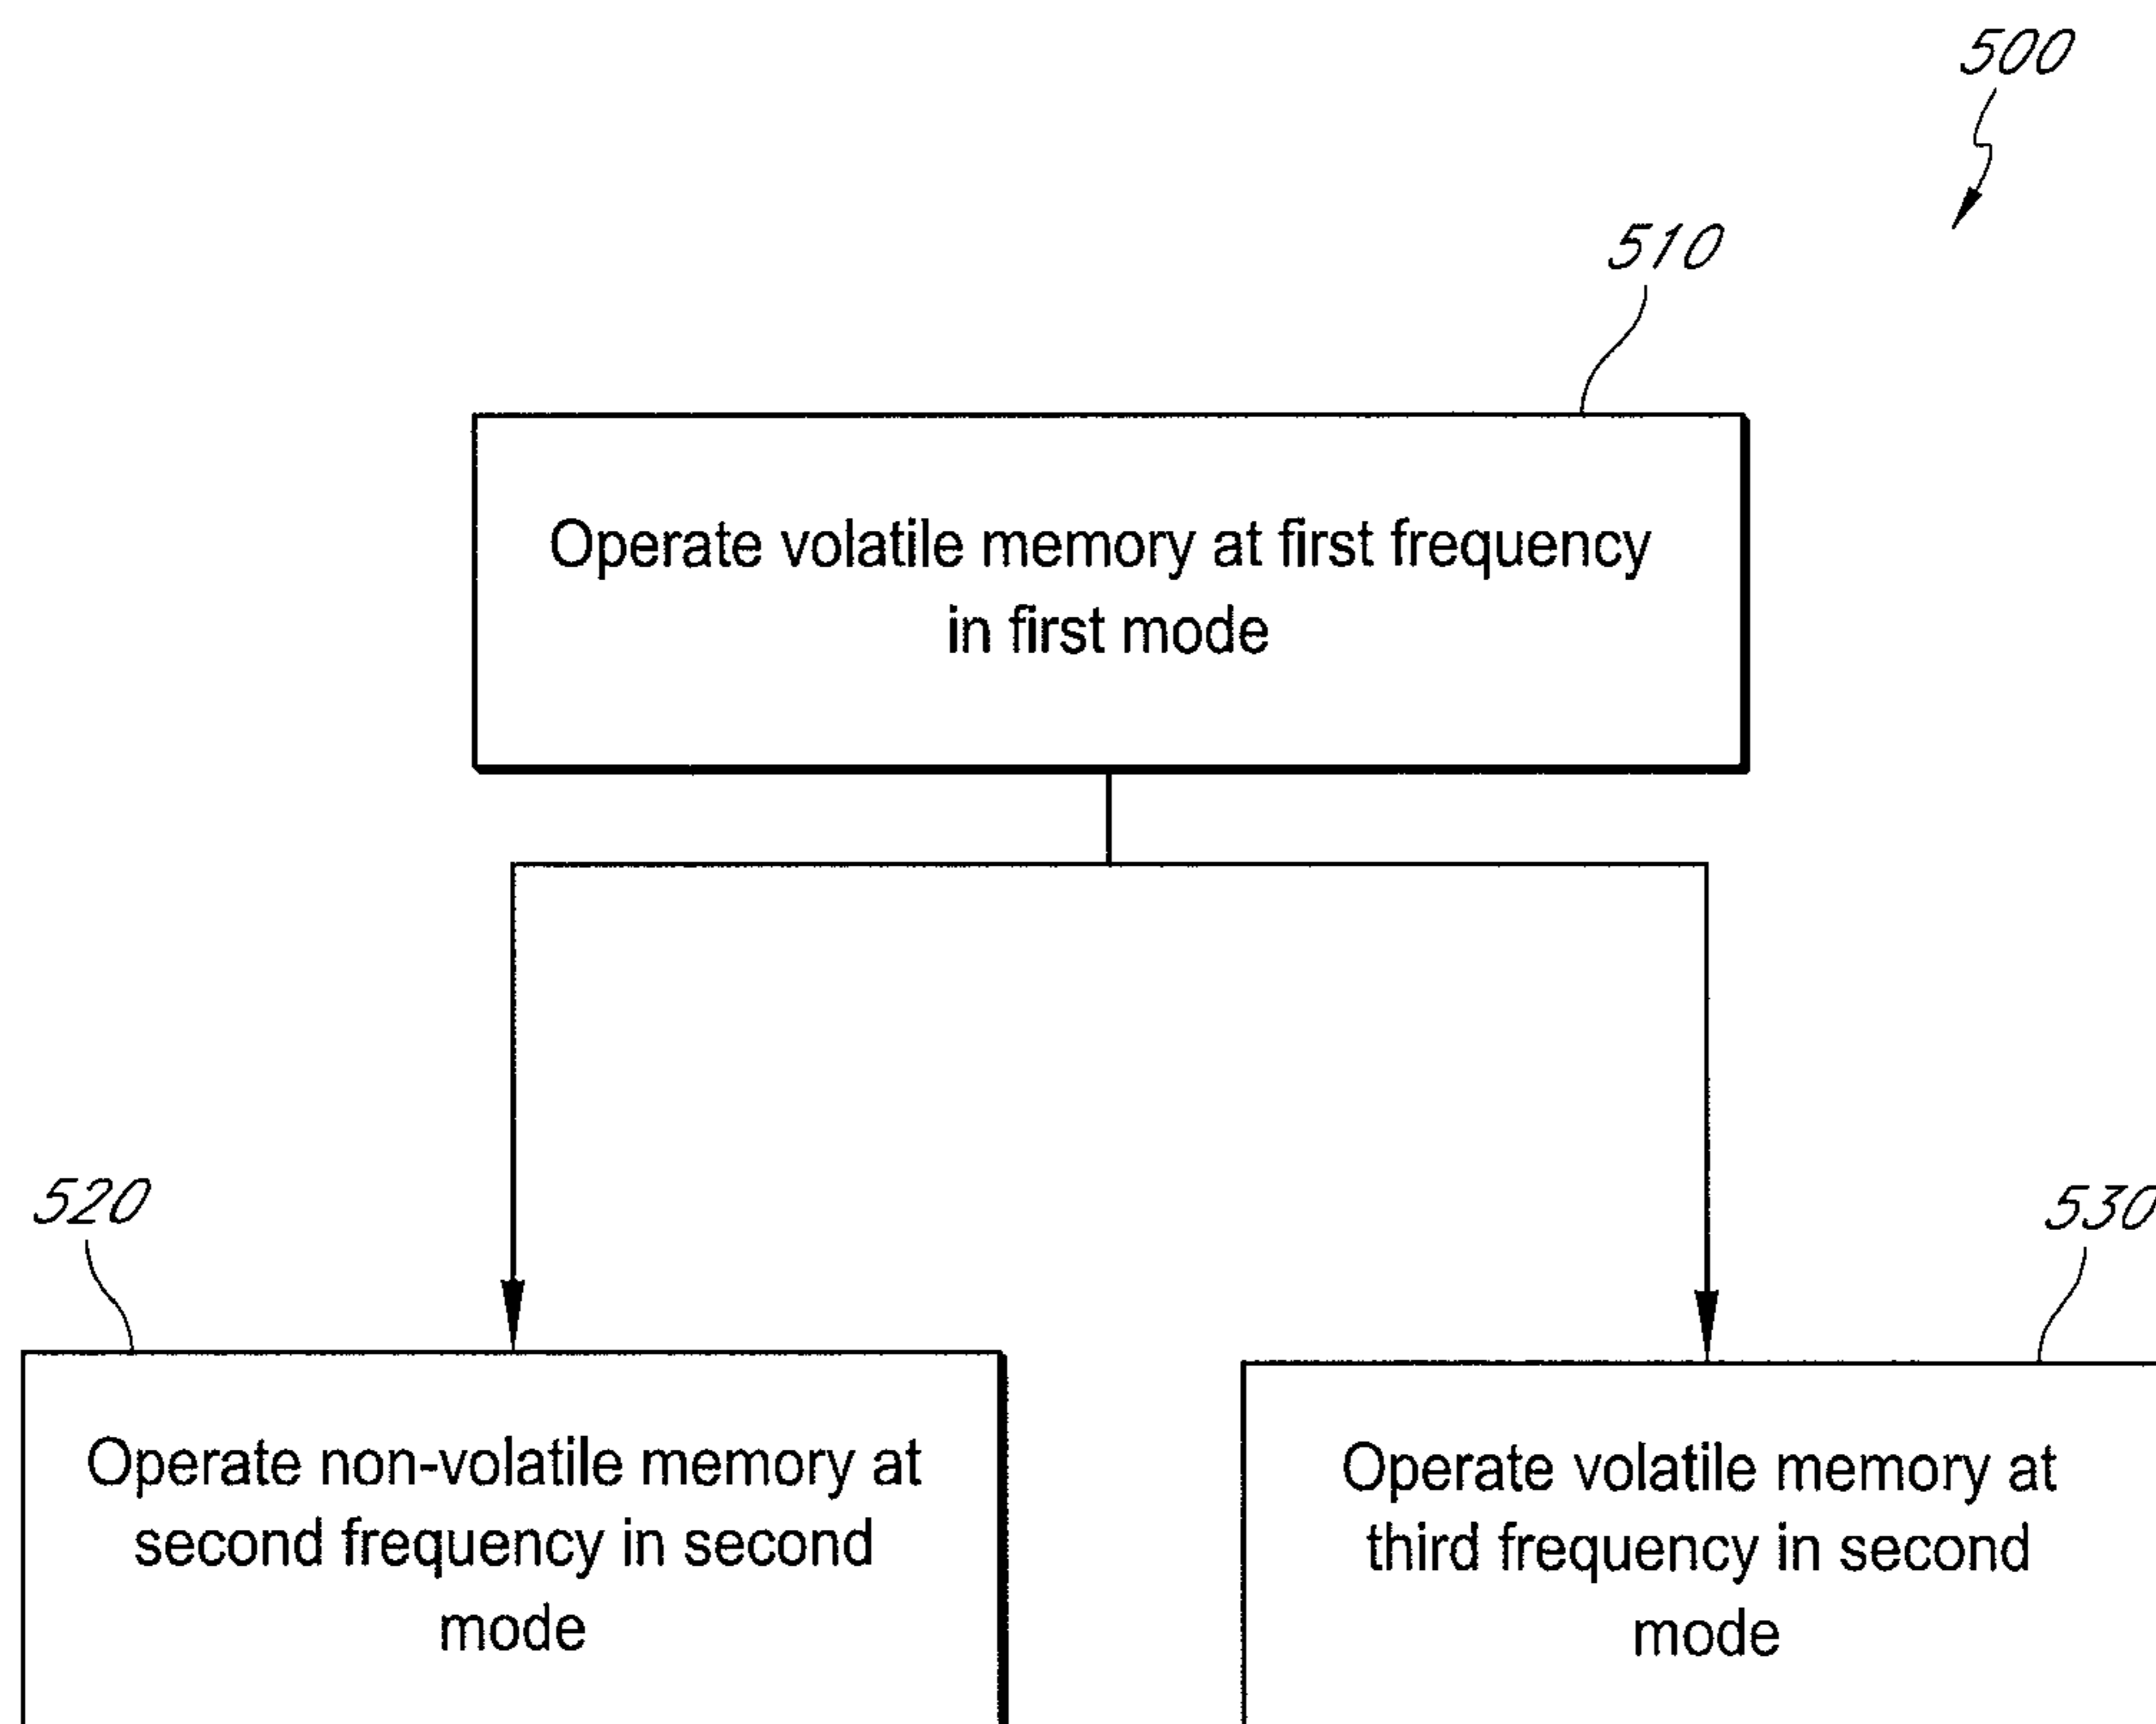 500
510
Operate volatile memory at first frequency
in first mode
520
Operate non-volatile memory at
second frequency in second
mode
530
Operate volatile memory at
third frequency in second
mode